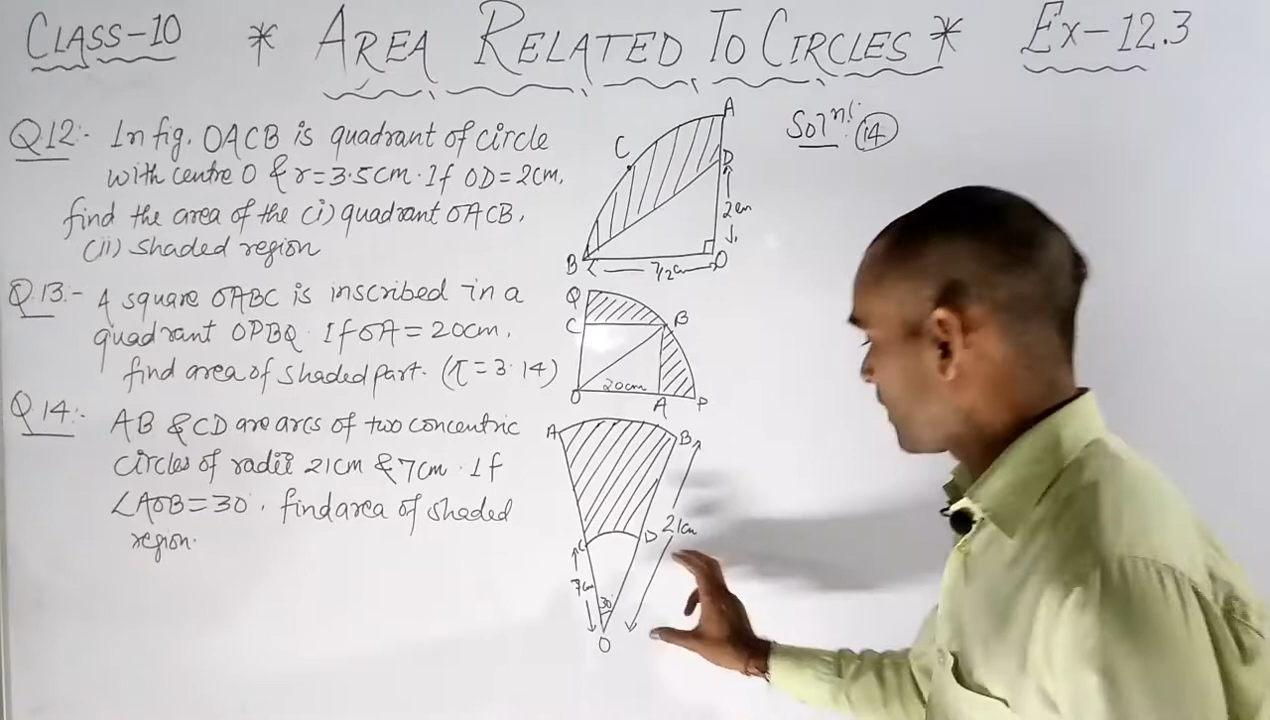 CLASS-10 * AREA RELATED TO CIRCLES * Ex-12.3
Q12:- In fig. OACB is quadrant of circle
with centre O & r=3.5cm. If OD=2cm,
find the area of the (i) quadrant OACB,
(ii) shaded region
Q.13:- A square OABC is inscribed in a
quadrant OPBQ. If OA=20cm,
find area of shaded part. (π=3.14)
Q.14:- AB & CD are arcs of two concentric
circles of radii 21cm & 7cm. If
∠AOB=30°, find area of shaded
region.
A
C
D
2cm
B
7/2cm
O
Q
C
B
O
20cm
A
P
A
B
21cm
C
D
7cm
30°
O
Solⁿ:- 14